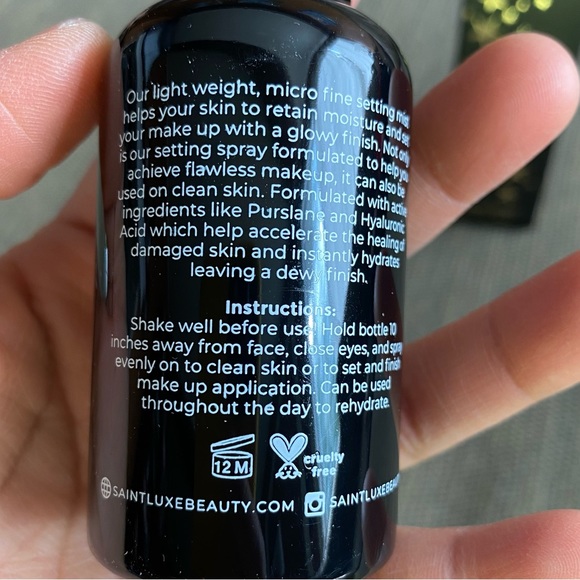 Our light weight, micro fine setting mist
helps your skin to retain moisture and set
your make up with a glowy finish. Not only
is our setting spray formulated to help you
achieve flawless makeup, it can also be
used on clean skin. Formulated with active
ingredients like Purslane and Hyaluronic
Acid which help accelerate the healing of
damaged skin and instantly hydrates
leaving a dewy finish.
Instructions:
Shake well before use! Hold bottle 10
inches away from face, close eyes, and spray
evenly on to clean skin or to set and finish
make up application. Can be used
throughout the day to rehydrate.
12 M
cruelty
free
SAINTLUXEBEAUTY.COM SAINTLUXEBEAUTY